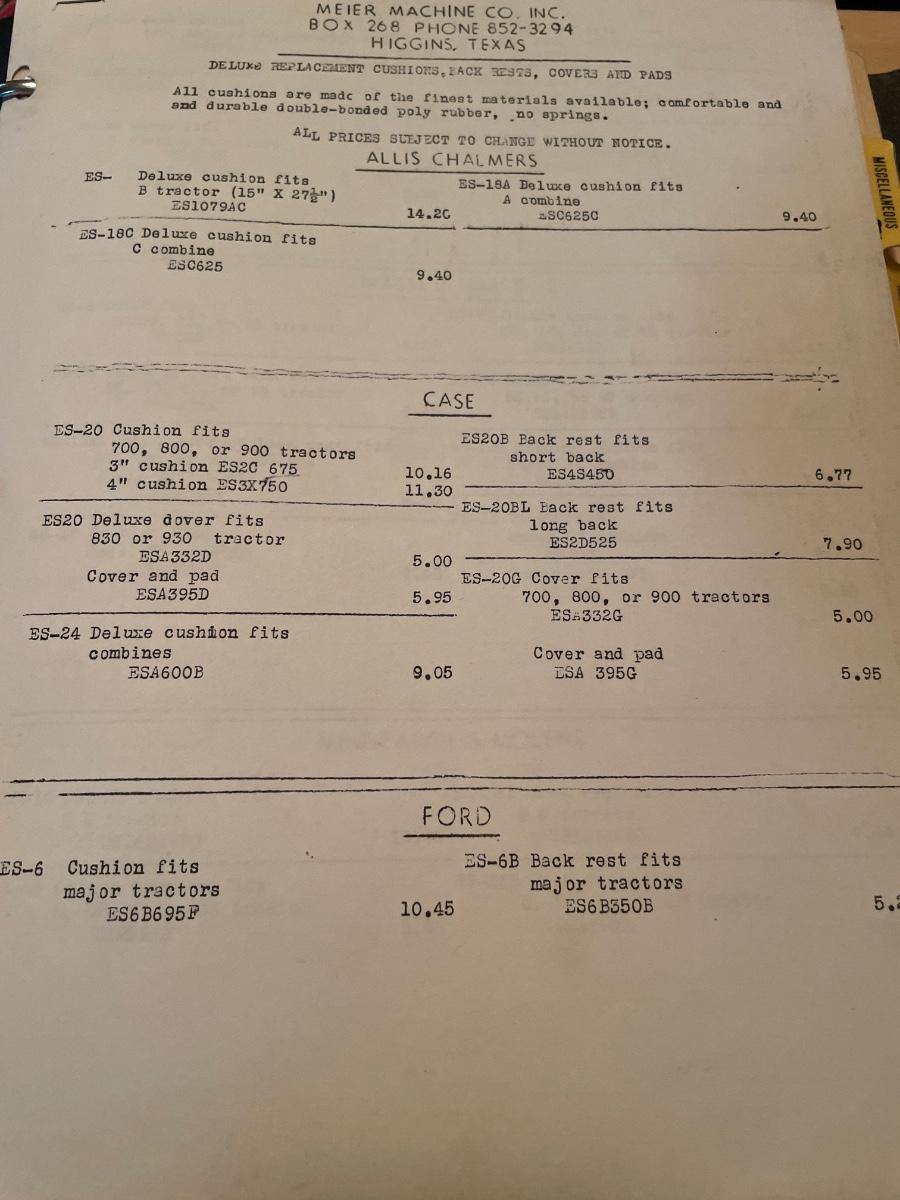 MEIER MACHINE CO. INC.
BOX 268 PHONE 852-3294
HIGGINS, TEXAS
DELUXe REPLACEMENT CUSHIONS, BACK RESTS, COVERS AND PADS
All cushions are made of the finest materials available; comfortable and
and durable double-bonded poly rubber, no springs.
ALL PRICES SUBJECT TO CHANGE WITHOUT NOTICE.
ALLIS CHALMERS
ES- Deluxe cushion fits
B tractor (15" X 27½")
ES1079AC 14.20
ES-18A Deluxe cushion fits
A combine
ESC625C 9.40
ES-18C Deluxe cushion fits
C combine
ESC625 9.40
CASE
ES-20 Cushion fits
700, 800, or 900 tractors
3" cushion ES2C 675 10.16
4" cushion ES3X750 11.30
ES20B Back rest fits
short back
ES4S450 6.77
ES-20BL Back rest fits
long back
ES2D525 7.90
ES20 Deluxe dover fits
830 or 930 tractor
ESA332D 5.00
Cover and pad
ESA395D 5.95
ES-20G Cover fits
700, 800, or 900 tractors
ESA332G 5.00
Cover and pad
ESA 395G 5.95
ES-24 Deluxe cushion fits
combines
ESA600B 9.05
FORD
ES-6 Cushion fits
major tractors
ES6B695F 10.45
ES-6B Back rest fits
major tractors
ES6B350B
MISCELLANEOUS